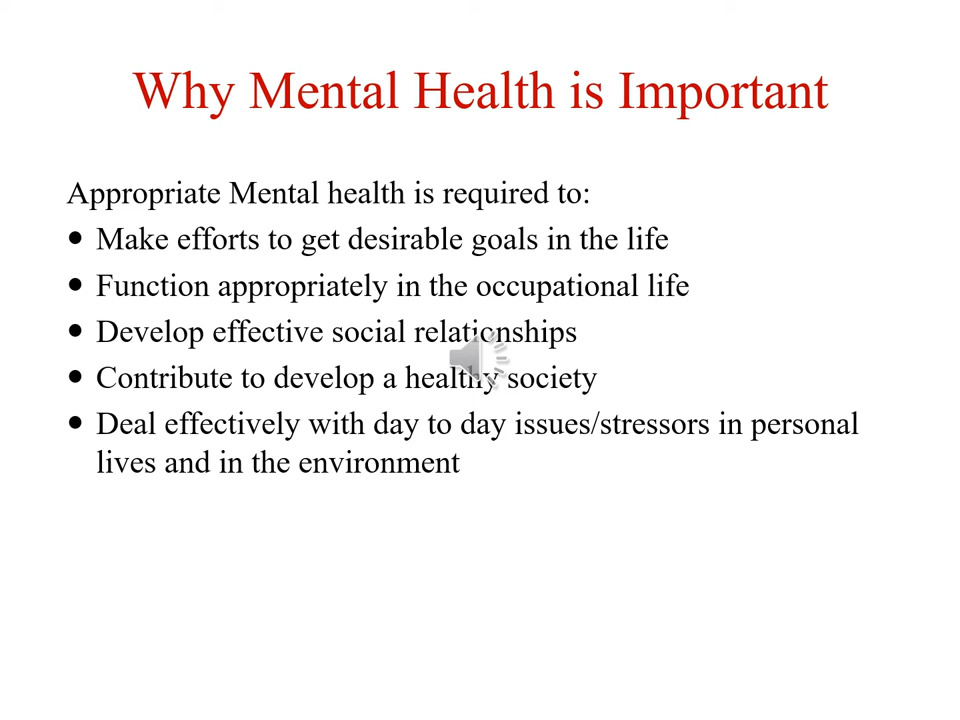 Why Mental Health is Important
Appropriate Mental health is required to:
• Make efforts to get desirable goals in the life
• Function appropriately in the occupational life
• Develop effective social relationships
• Contribute to develop a healthy society
• Deal effectively with day to day issues/stressors in personal
lives and in the environment